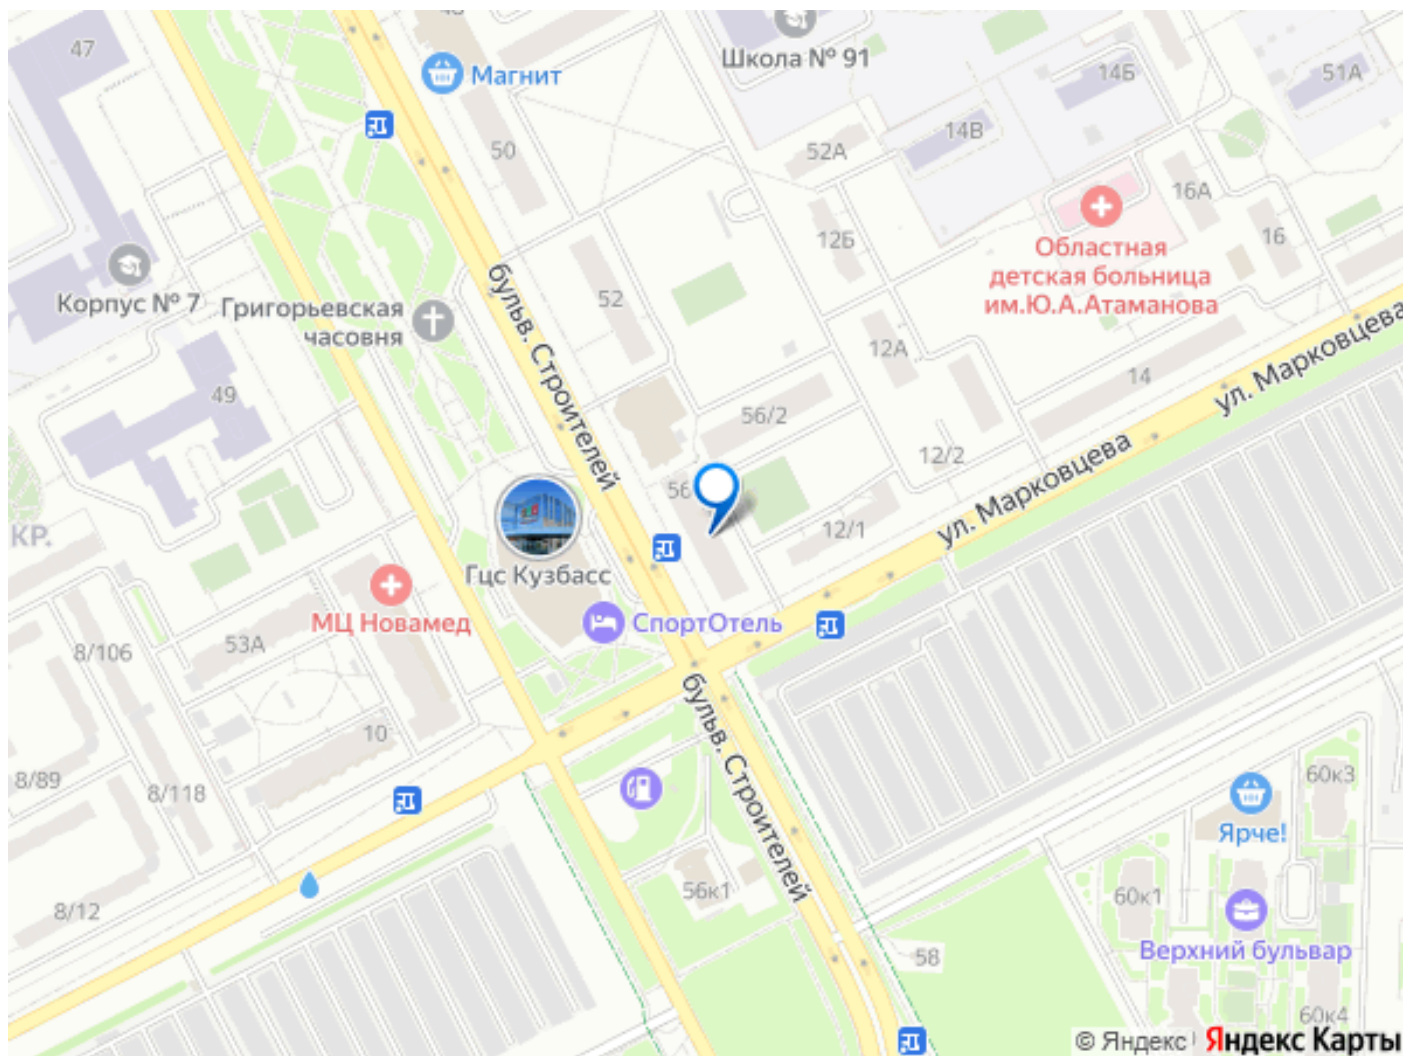 47
Магнит
Школа № 91
14Б
51А
14В
50
52А
16А
12Б
16
Областная
детская больница
им.Ю.А.Атаманова
Корпус № 7
Григорьевская
часовня
52
бульв. Строителей
12А
14
ул. Марковцева
49
56/2
12/2
ул. Марковцева
56
КР.
12/1
Гцс Кузбасс
МЦ Новамед
СпортОтель
53А
8/106
бульв. Строителей
10
8/89
8/118
60к3
Ярче!
56к1
60к1
8/12
Верхний бульвар
58
60к4
© Яндекс Яндекс Карты